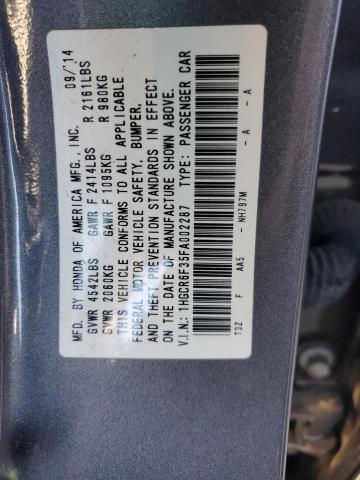 MFD. BY HONDA OF AMERICA MFG., INC. 09/14
GVWR 4542LBS GAWR F 2414LBS R 2161LBS
GVWR 2060KG GAWR F 1095KG R 980KG
THIS VEHICLE CONFORMS TO ALL APPLICABLE
FEDERAL MOTOR VEHICLE SAFETY, BUMPER,
AND THEFT PREVENTION STANDARDS IN EFFECT
ON THE DATE OF MANUFACTURE SHOWN ABOVE.
V.I.N.: 1HGCR6F35FA002287 TYPE: PASSENGER CAR
T3Z F AA5 - NH797M - A - A